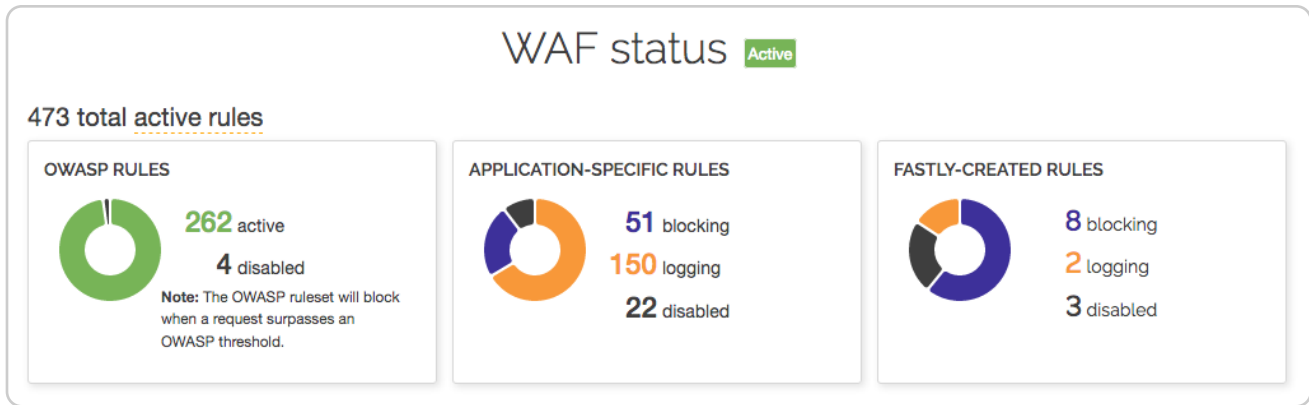 WAF status Active
473 total active rules
OWASP RULES
262 active
4 disabled
Note: The OWASP ruleset will block
when a request surpasses an
OWASP threshold.
APPLICATION-SPECIFIC RULES
51 blocking
150 logging
22 disabled
FASTLY-CREATED RULES
8 blocking
2 logging
3 disabled